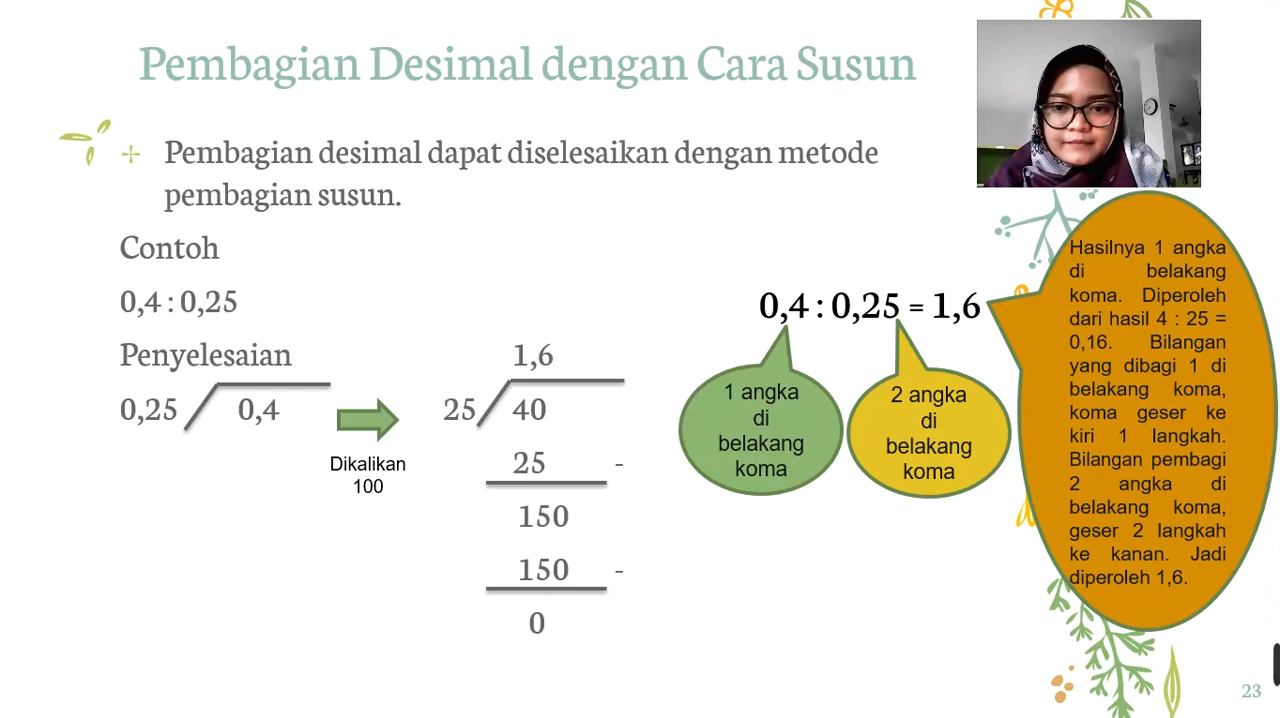 Pembagian Desimal dengan Cara Susun
Pembagian desimal dapat diselesaikan dengan metode
pembagian susun.
Contoh
0,4 : 0,25
Penyelesaian
0,25
0,4
Dikalikan
100
1,6
25
40
25 -
150
150 -
0
0,4 : 0,25 = 1,6
1 angka
di
belakang
koma
2 angka
di
belakang
koma
Hasilnya 1 angka
di belakang
koma. Diperoleh
dari hasil 4 : 25 =
0,16. Bilangan
yang dibagi 1 di
belakang koma,
koma geser ke
kiri 1 langkah.
Bilangan pembagi
2 angka di
belakang koma,
geser 2 langkah
ke kanan. Jadi
diperoleh 1,6.
23